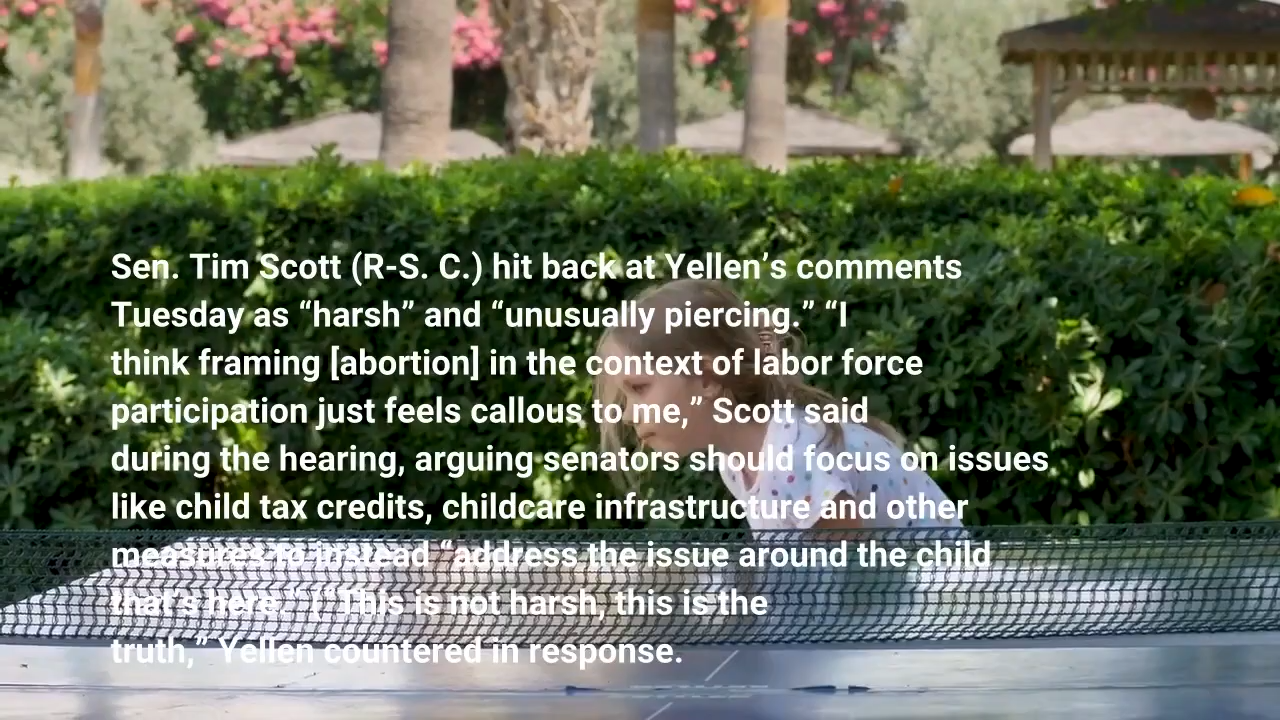 Sen. Tim Scott (R-S. C.) hit back at Yellen’s comments
Tuesday as “harsh” and “unusually piercing.” “I
think framing [abortion] in the context of labor force
participation just feels callous to me,” Scott said
during the hearing, arguing senators should focus on issues
like child tax credits, childcare infrastructure and other
measures to instead “address the issue around the child
that’s here.” (“This is not harsh, this is the
truth,” Yellen countered in response.